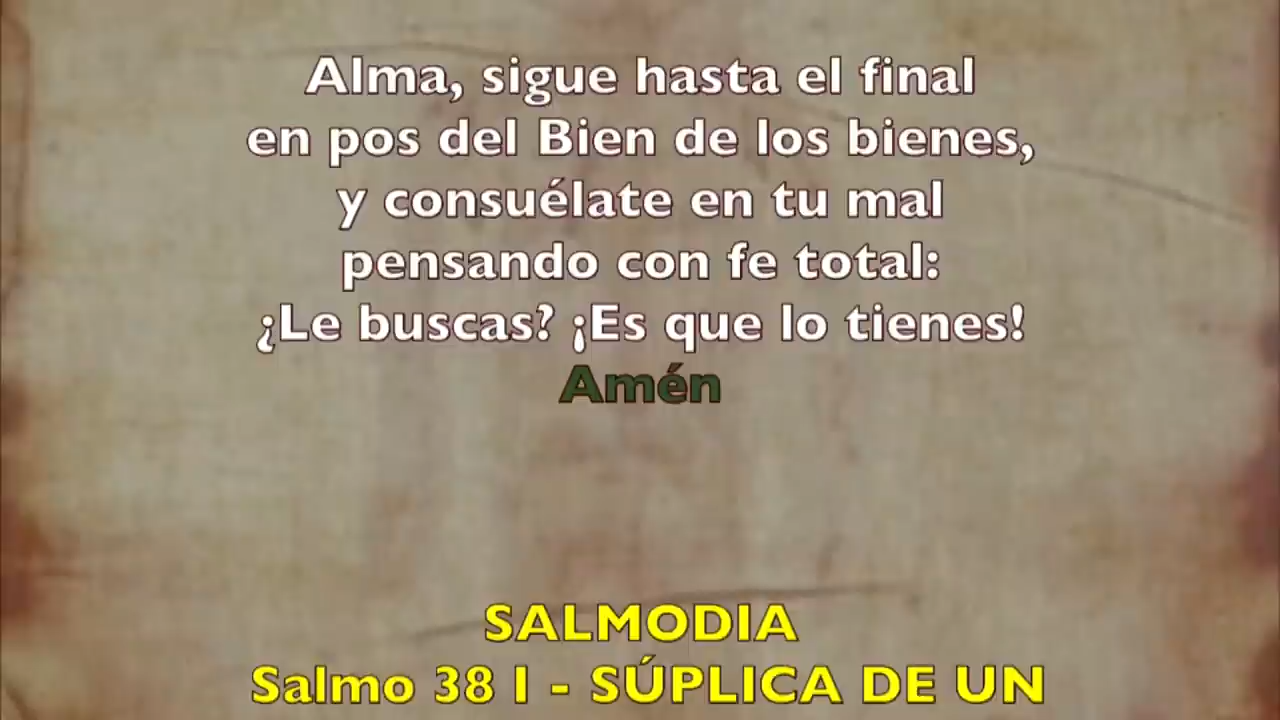 Alma, sigue hasta el final
en pos del Bien de los bienes,
y consuélate en tu mal
pensando con fe total:
¿Le buscas? ¡Es que lo tienes!
Amén
SALMODIA
Salmo 38 I - SÚPLICA DE UN